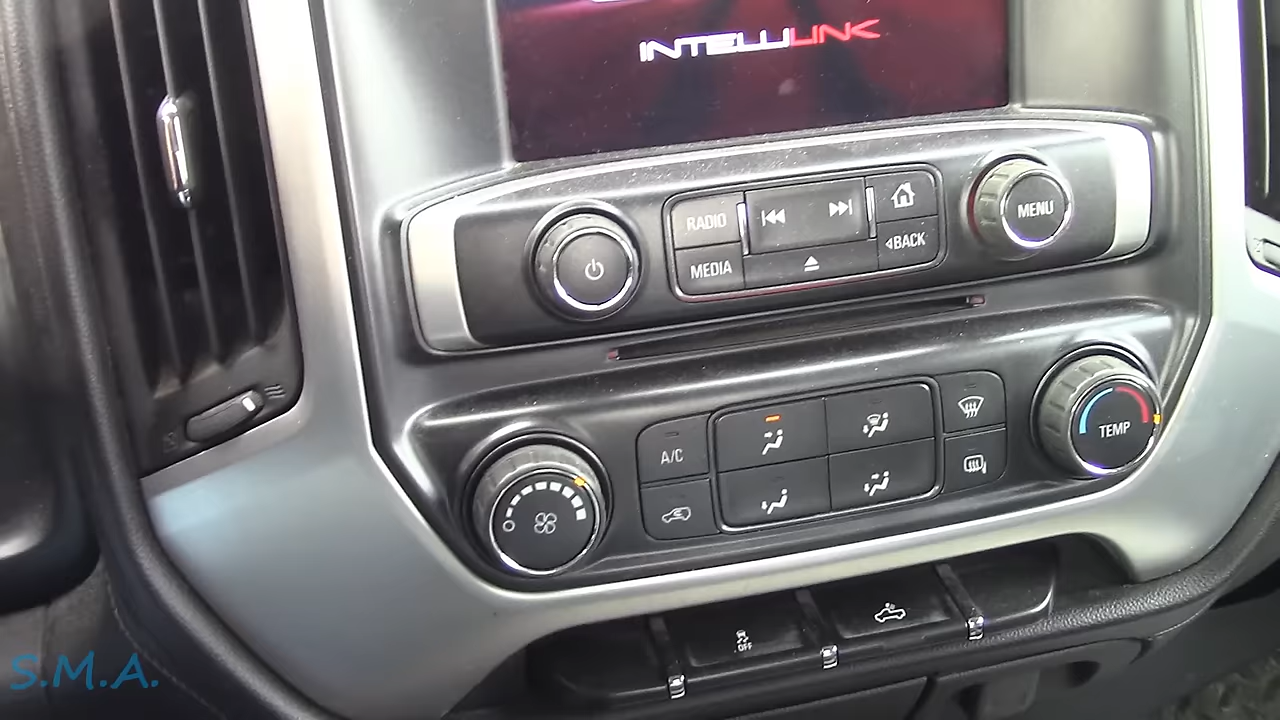 INTELLILINK
RADIO
MEDIA
BACK
MENU
A/C
TEMP
OFF
S.M.A.